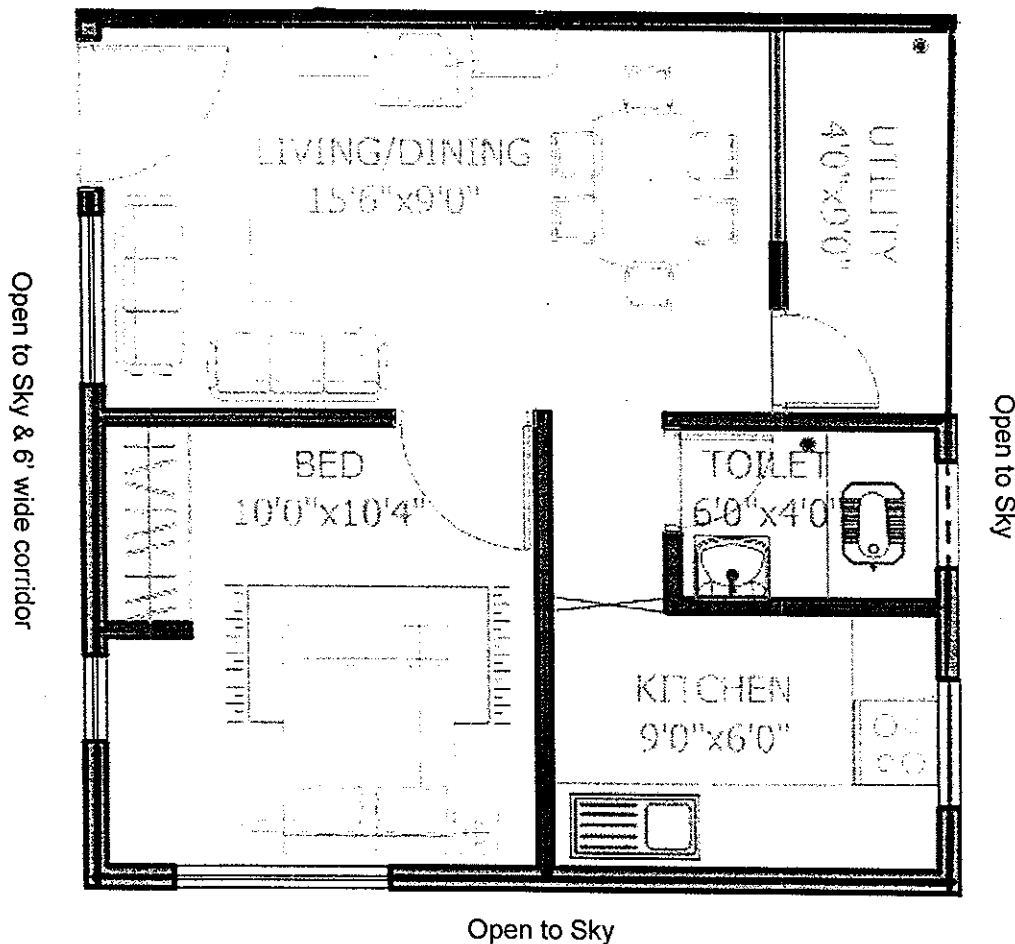 LIVING/DINING
15'6"x9'0"
UTILITY
4'0"x9'0"
Open to Sky & 6' wide corridor
Open to Sky
BED
10'0"x10'4"
TOILET
6'0"x4'0"
KITCHEN
9'0"x6'0"
Open to Sky